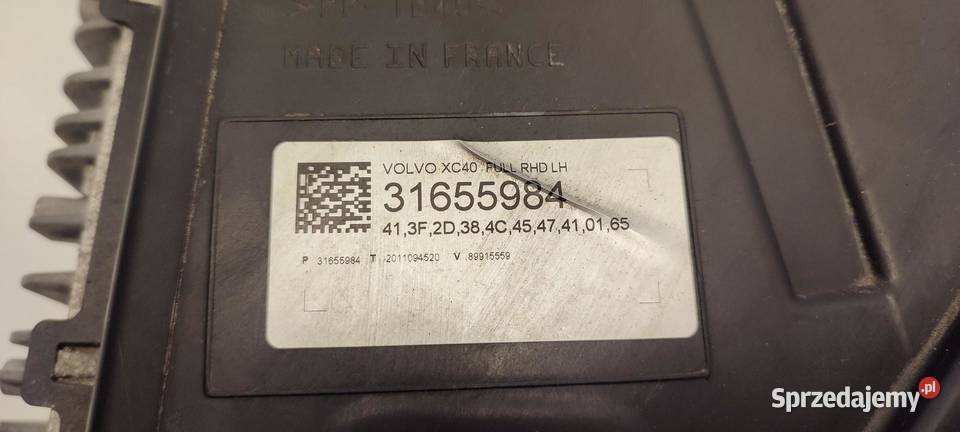 MADE IN FRANCE
VOLVO XC40 FULL RHD LH
31655984
41,3F,2D,38,4C,45,47,41,01,65
P 31655984 T -2011094520 V :89915559
Sprzedajemy.pl